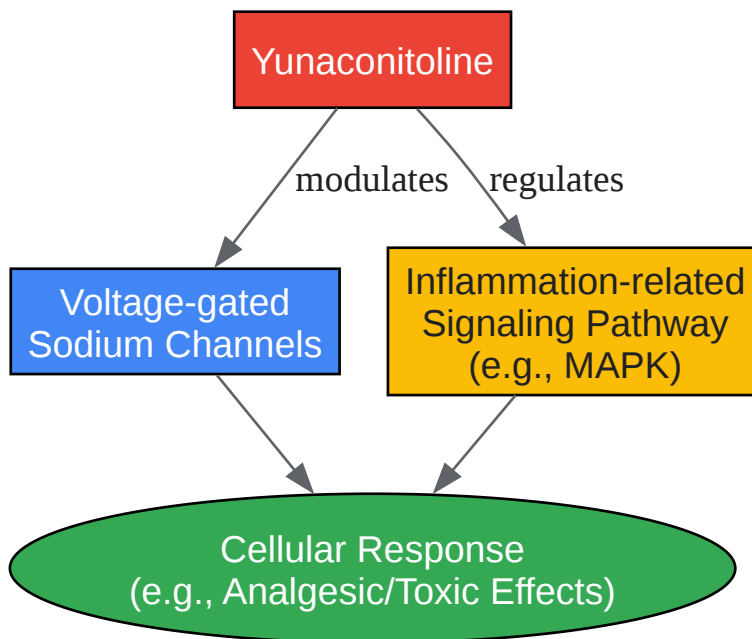 Yunaconitoline
modulates
regulates
Voltage-gated
Sodium Channels
Inflammation-related
Signaling Pathway
(e.g., MAPK)
Cellular Response
(e.g., Analgesic/Toxic Effects)